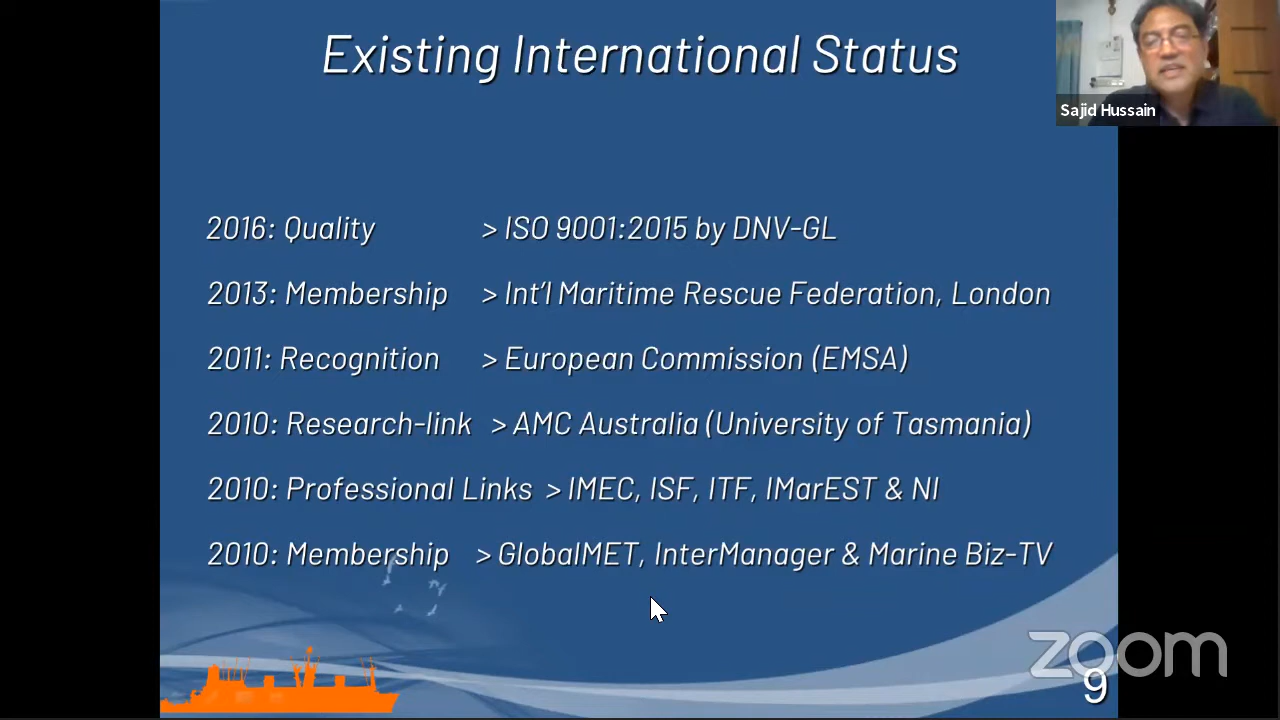 Existing International Status
Sajid Hussain
2016: Quality > ISO 9001:2015 by DNV-GL
2013: Membership > Int'l Maritime Rescue Federation, London
2011: Recognition > European Commission (EMSA)
2010: Research-link > AMC Australia (University of Tasmania)
2010: Professional Links > IMEC, ISF, ITF, IMarEST & NI
2010: Membership > GlobalMET, InterManager & Marine Biz-TV
zoom
9